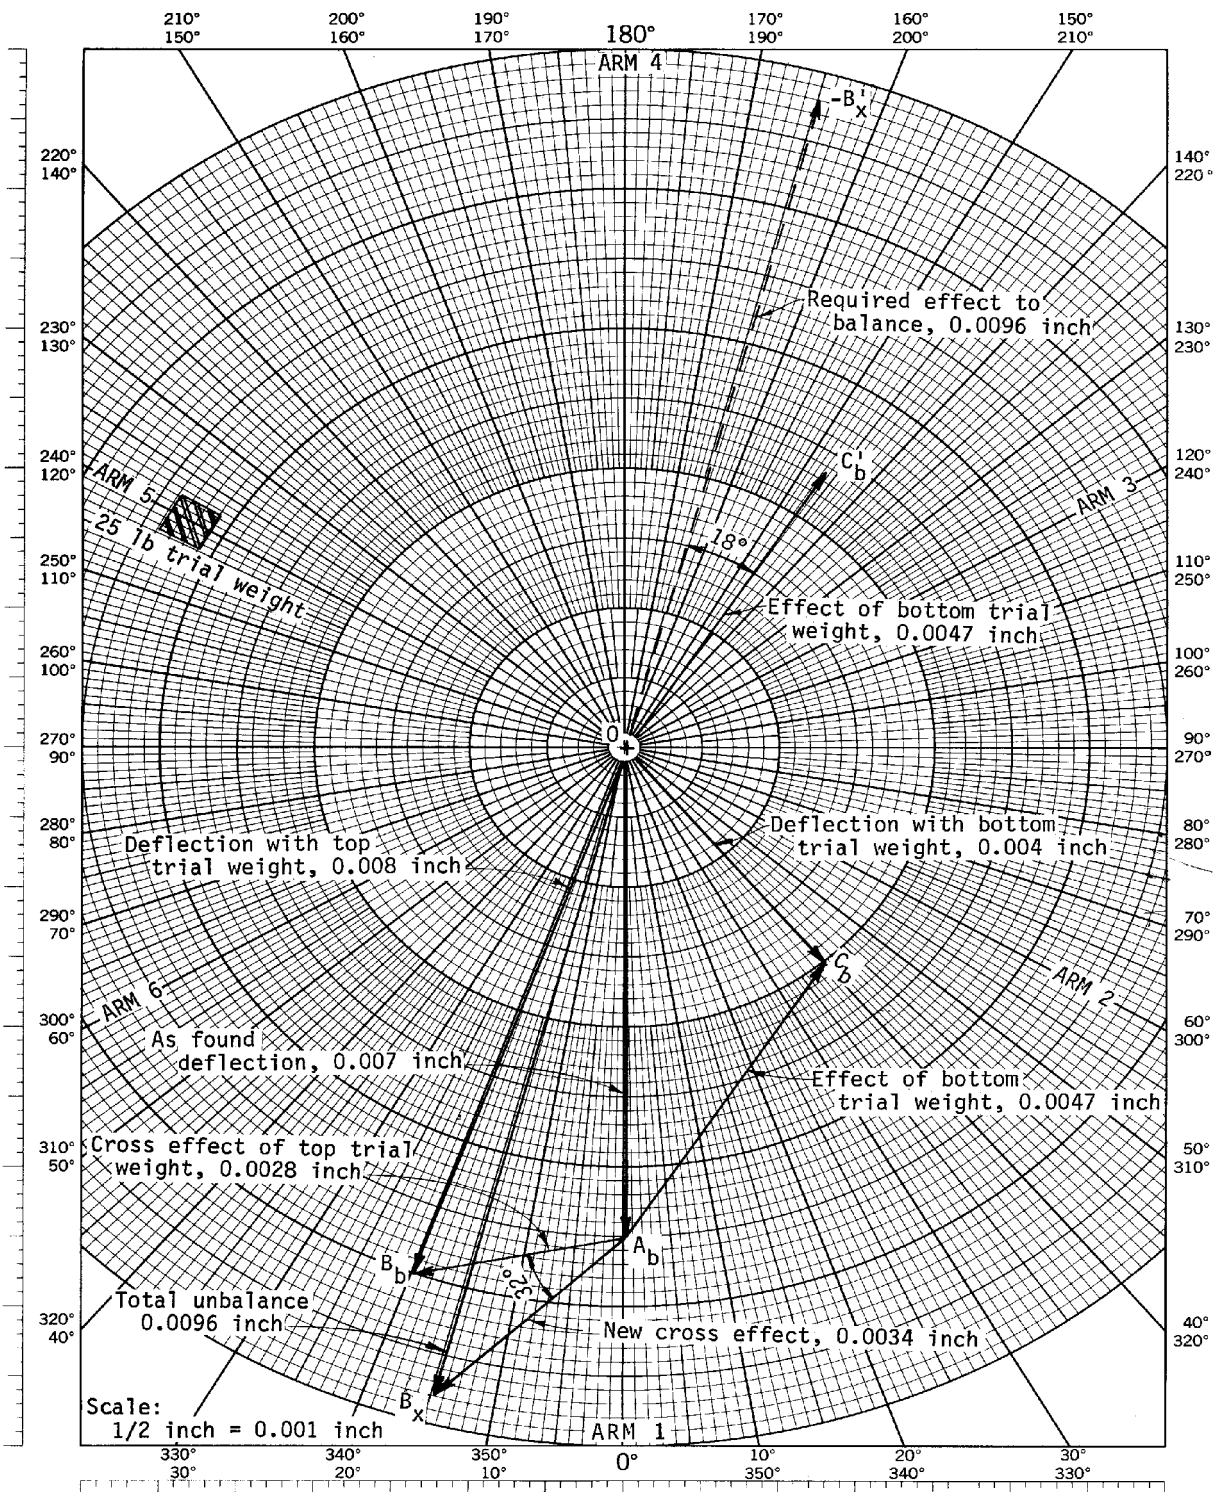 210° 200° 190° 180° 170° 160° 150°
150° 160° 170° 190° 200° 210°
ARM 4
-B'x
220°
140°
140°
220°
Required effect to
balance, 0.0096 inch
230°
130°
130°
230°
240°
120°
C'b
120°
240°
ARM 5
ARM 3
25 lb trial weight
18°
250°
110°
110°
250°
Effect of bottom trial
weight, 0.0047 inch
260°
100°
100°
260°
0
270°
90°
90°
270°
280°
80°
Deflection with top
trial weight, 0.008 inch
Deflection with bottom
trial weight, 0.004 inch
80°
280°
290°
70°
70°
290°
Cb
ARM 6
ARM 2
300°
60°
60°
300°
As found
deflection, 0.007 inch
Effect of bottom
trial weight, 0.0047 inch
310°
50°
Cross effect of top trial
weight, 0.0028 inch
50°
310°
Ab
Bb
32°
320°
40°
Total unbalance
0.0096 inch
New cross effect, 0.0034 inch
40°
320°
Bx
Scale:
1/2 inch = 0.001 inch
ARM 1
330° 340° 350° 0° 10° 20° 30°
30° 20° 10° 350° 340° 330°